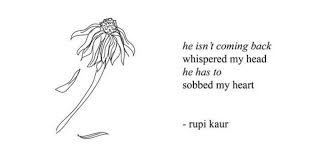 he isn't coming back
whispered my head
he has to
sobbed my heart
- rupi kaur